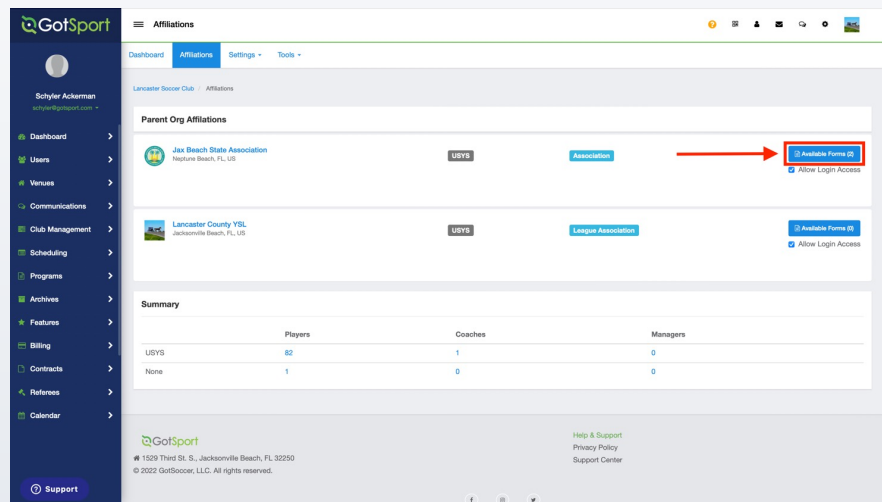 GotSport
Affiliations
Schyler Ackerman
schyler@gotsport.com
Dashboard
Users
Venues
Communications
Club Management
Scheduling
Programs
Archives
Features
Billing
Contracts
Referees
Calendar
Support
Dashboard Affiliations Settings Tools
Lancaster Soccer Club / Affiliations
Parent Org Affilations
Jax Beach State Association USYS Association Available Forms (2)
Neptune Beach, FL, US
Allow Login Access
Lancaster County YSL USYS League Association Available Forms (0)
Jacksonville Beach, FL, US
Allow Login Access
Summary
Players Coaches Managers
USYS 82 1 0
None 1 0 0
GotSport
1529 Third St. S., Jacksonville Beach, FL 32250
© 2022 GotSoccer, LLC. All rights reserved.
Help & Support
Privacy Policy
Support Center